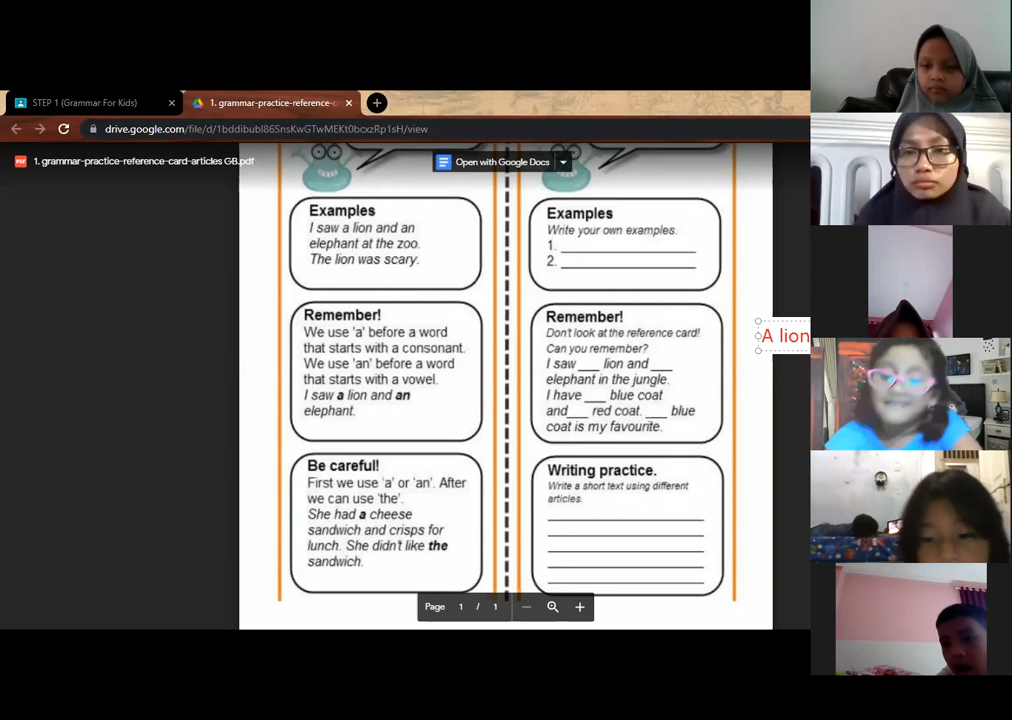 STEP 1 (Grammar For Kids)
1. grammar-practice-reference-c
drive.google.com/file/d/1bddibubl86SnsKwGTwMEKt0bcxzRp1sH/view
PDF 1. grammar-practice-reference-card-articles GB.pdf
Open with Google Docs
Examples
I saw a lion and an
elephant at the zoo.
The lion was scary.
Remember!
We use 'a' before a word
that starts with a consonant.
We use 'an' before a word
that starts with a vowel.
I saw a lion and an
elephant.
Be careful!
First we use 'a' or 'an'. After
we can use 'the'.
She had a cheese
sandwich and crisps for
lunch. She didn't like the
sandwich.
Examples
Write your own examples.
1. ____________________
2. ____________________
Remember!
Don't look at the reference card!
Can you remember?
I saw ___ lion and ___
elephant in the jungle.
I have ___ blue coat
and___ red coat. ___ blue
coat is my favourite.
Writing practice.
Write a short text using different
articles.
A lion
Page 1 / 1